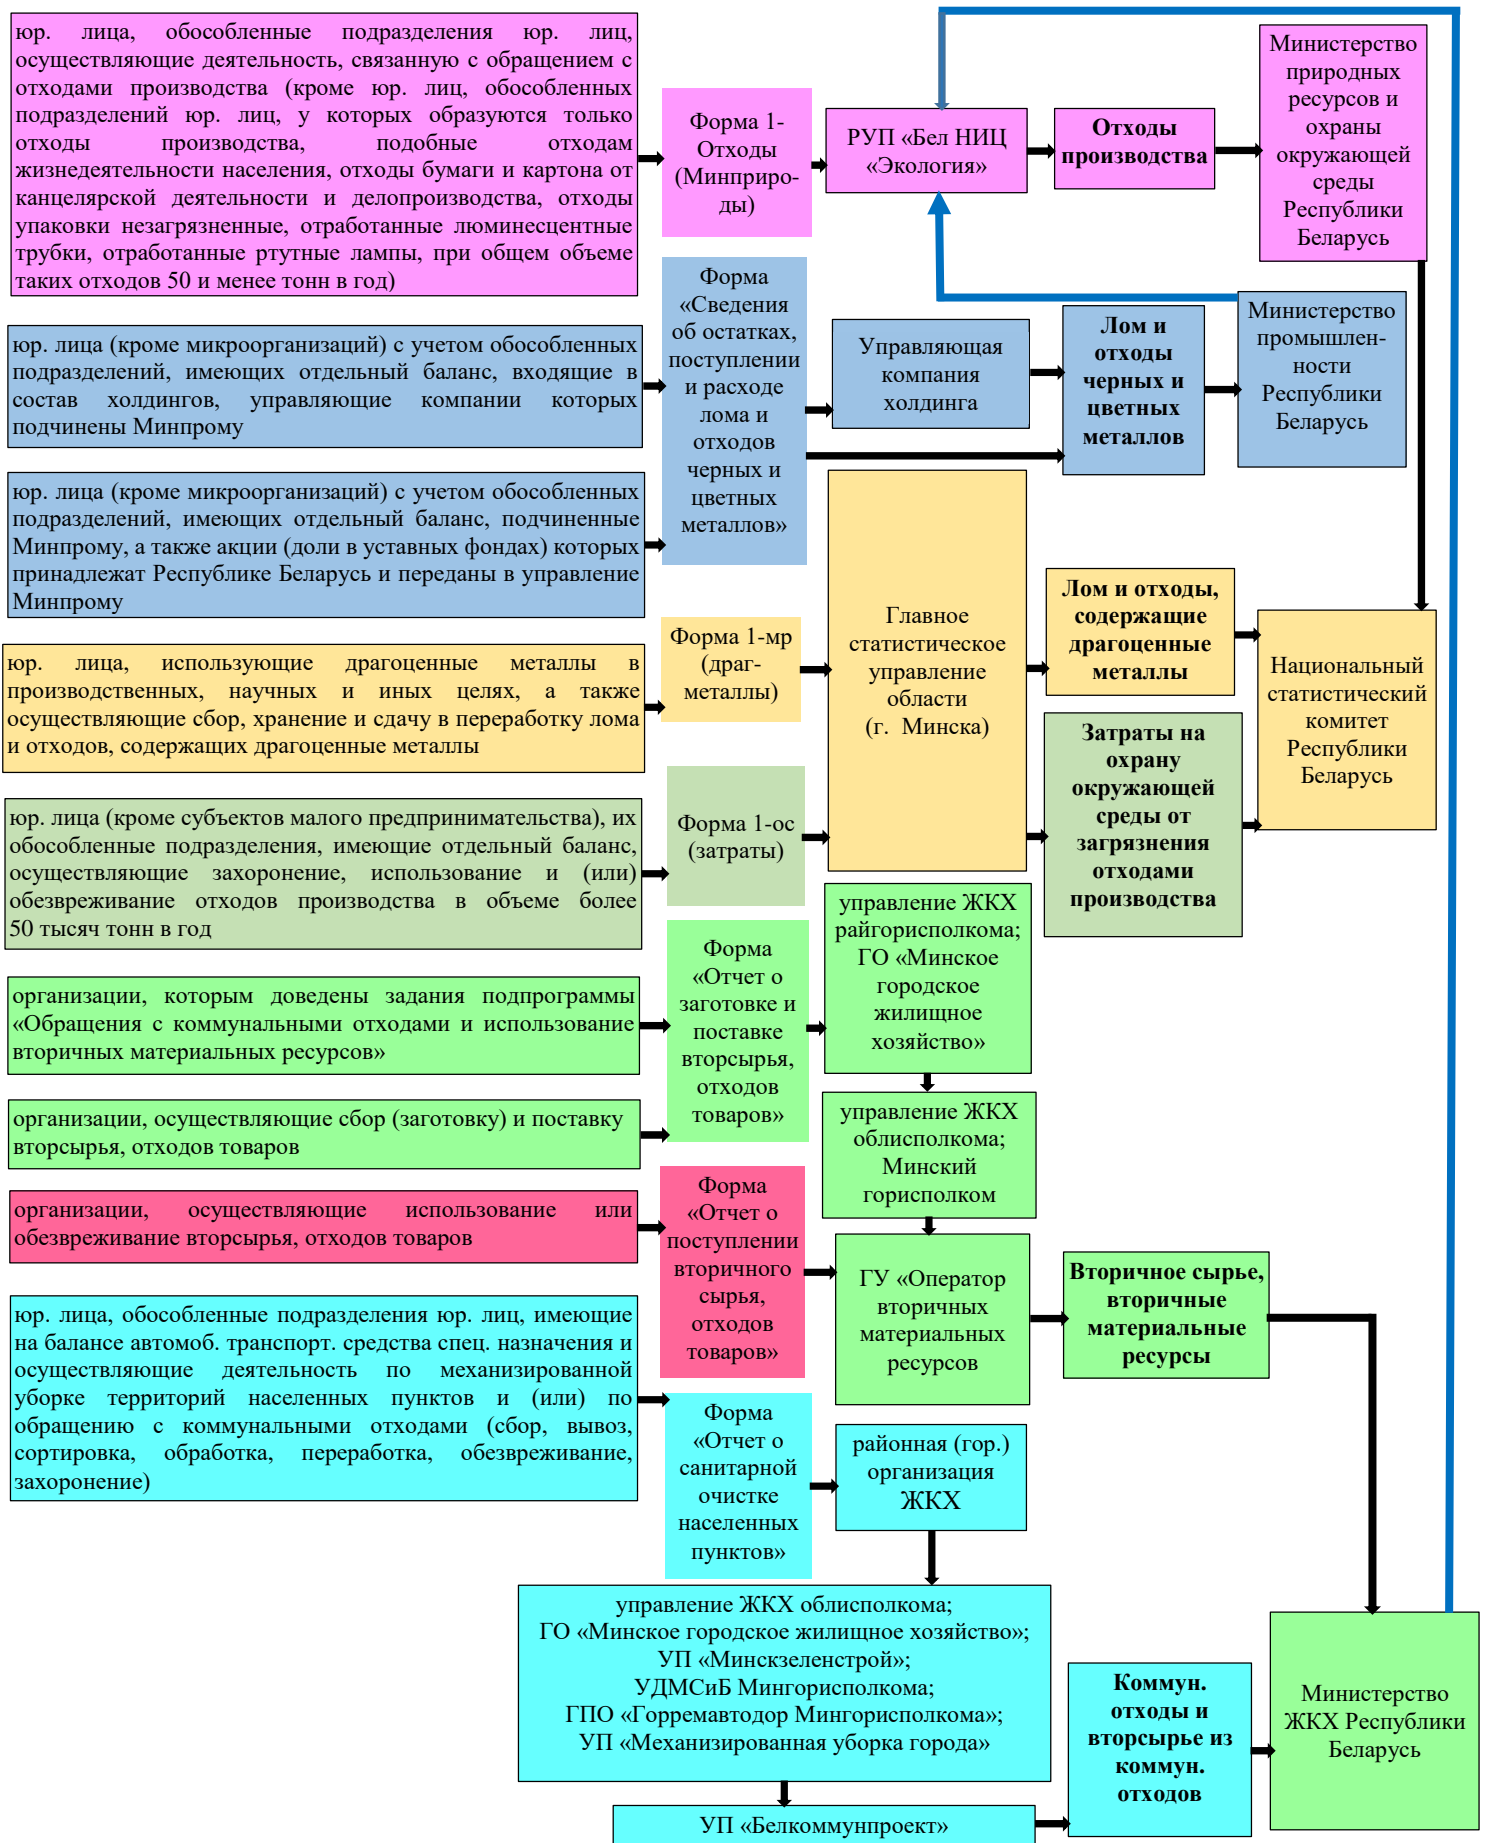 юр. лица, обособленные подразделения юр. лиц,
осуществляющие деятельность, связанную с обращением с
отходами производства (кроме юр. лиц, обособленных
подразделений юр. лиц, у которых образуются только
отходы производства, подобные отходам
жизнедеятельности населения, отходы бумаги и картона от
канцелярской деятельности и делопроизводства, отходы
упаковки незагрязненные, отработанные люминесцентные
трубки, отработанные ртутные лампы, при общем объеме
таких отходов 50 и менее тонн в год)
Форма 1-
Отходы
(Минприро-
ды)
РУП «Бел НИЦ
«Экология»
Отходы
производства
Министерство
природных
ресурсов и
охраны
окружающей
среды
Республики
Беларусь
юр. лица (кроме микроорганизаций) с учетом обособленных
подразделений, имеющих отдельный баланс, входящие в
состав холдингов, управляющие компании которых
подчинены Минпрому
юр. лица (кроме микроорганизаций) с учетом обособленных
подразделений, имеющих отдельный баланс, подчиненные
Минпрому, а также акции (доли в уставных фондах) которых
принадлежат Республике Беларусь и переданы в управление
Минпрому
Форма
«Сведения
об остатках,
поступлении
и расходе
лома и
отходов
черных и
цветных
металлов»
Управляющая
компания
холдинга
Лом и
отходы
черных и
цветных
металлов
Министерство
промышлен-
ности
Республики
Беларусь
юр. лица, использующие драгоценные металлы в
производственных, научных и иных целях, а также
осуществляющие сбор, хранение и сдачу в переработку лома
и отходов, содержащих драгоценные металлы
Форма 1-мр
(драг-
металлы)
Главное
статистическое
управление
области
(г. Минска)
Лом и отходы,
содержащие
драгоценные
металлы
Национальный
статистический
комитет
Республики
Беларусь
юр. лица (кроме субъектов малого предпринимательства), их
обособленные подразделения, имеющие отдельный баланс,
осуществляющие захоронение, использование и (или)
обезвреживание отходов производства в объеме более
50 тысяч тонн в год
Форма 1-ос
(затраты)
Затраты на
охрану
окружающей
среды от
загрязнения
отходами
производства
организации, которым доведены задания подпрограммы
«Обращения с коммунальными отходами и использование
вторичных материальных ресурсов»
организации, осуществляющие сбор (заготовку) и поставку
вторсырья, отходов товаров
Форма
«Отчет о
заготовке и
поставке
вторсырья,
отходов
товаров»
управление ЖКХ
райгорисполкома;
ГО «Минское
городское
жилищное
хозяйство»
управление ЖКХ
облисполкома;
Минский
горисполком
организации, осуществляющие использование или
обезвреживание вторсырья, отходов товаров
Форма
«Отчет о
поступлении
вторичного
сырья,
отходов
товаров»
ГУ «Оператор
вторичных
материальных
ресурсов
Вторичное сырье,
вторичные
материальные
ресурсы
юр. лица, обособленные подразделения юр. лиц, имеющие
на балансе автомоб. транспорт. средства спец. назначения и
осуществляющие деятельность по механизированной
уборке территорий населенных пунктов и (или) по
обращению с коммунальными отходами (сбор, вывоз,
сортировка, обработка, переработка, обезвреживание,
захоронение)
Форма
«Отчет о
санитарной
очистке
населенных
пунктов»
районная (гор.)
организация
ЖКХ
управление ЖКХ облисполкома;
ГО «Минское городское жилищное хозяйство»;
УП «Минскзеленстрой»;
УДМСиБ Мингорисполкома;
ГПО «Горремавтодор Мингорисполкома»;
УП «Механизированная уборка города»
УП «Белкоммунпроект»
Коммун.
отходы и
вторсырье из
коммун.
отходов
Министерство
ЖКХ Республики
Беларусь